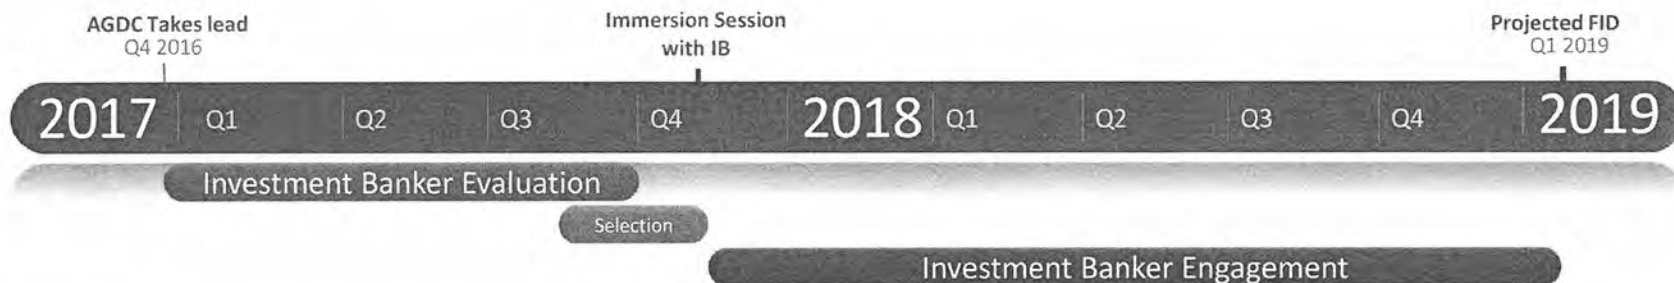 AGDC Takes lead
Q4 2016
Immersion Session
with IB
Projected FID
Q1 2019
2017 Q1 Q2 Q3 Q4 2018 Q1 Q2 Q3 Q4 2019
Investment Banker Evaluation
Selection
Investment Banker Engagement